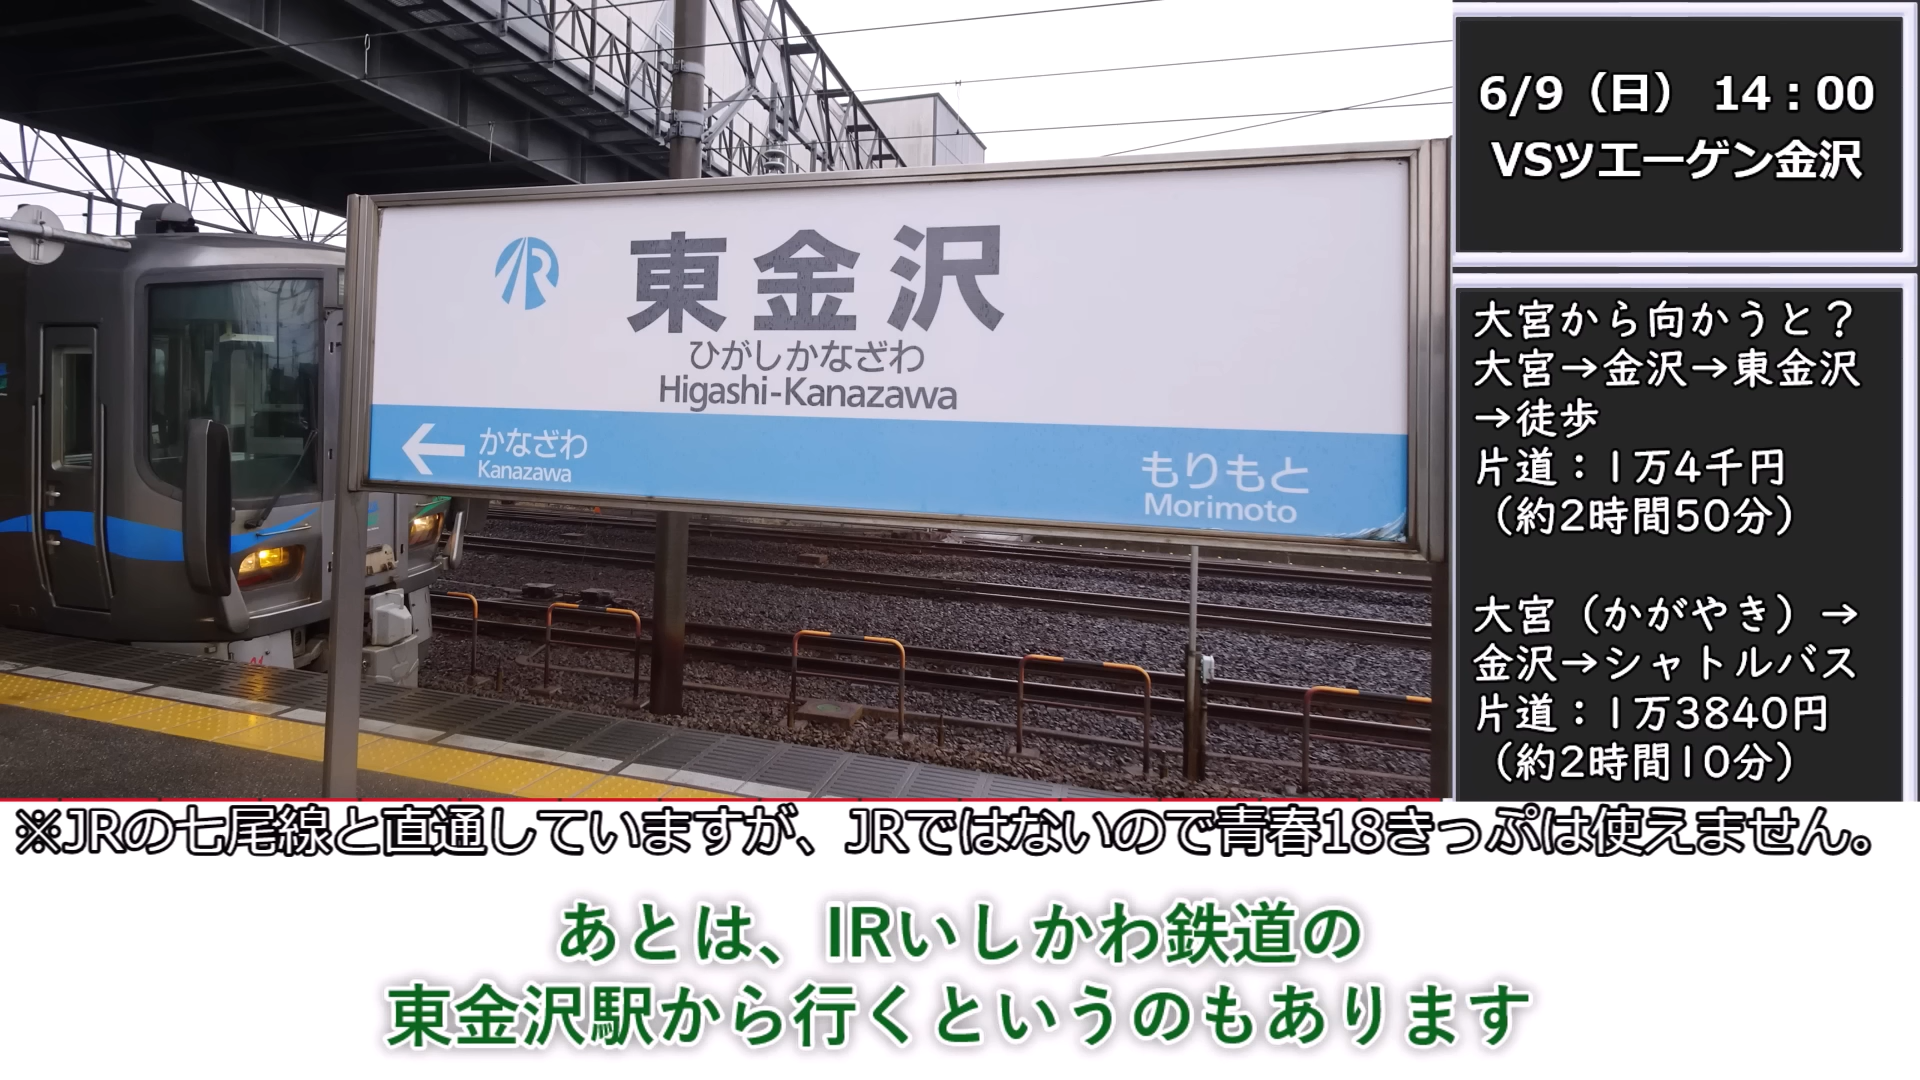 6/9（日） 14：00
VSツエーゲン金沢
東金沢
ひがしかなざわ
Higashi-Kanazawa
← かなざわ
Kanazawa
もりもと
Morimoto
大宮から向かうと？
大宮→金沢→東金沢
→徒歩
片道：1万4千円
（約2時間50分）
大宮（かがやき）→
金沢→シャトルバス
片道：1万3840円
（約2時間10分）
※JRの七尾線と直通していますが、JRではないので青春18きっぷは使えません。
あとは、IRいしかわ鉄道の
東金沢駅から行くというのもあります